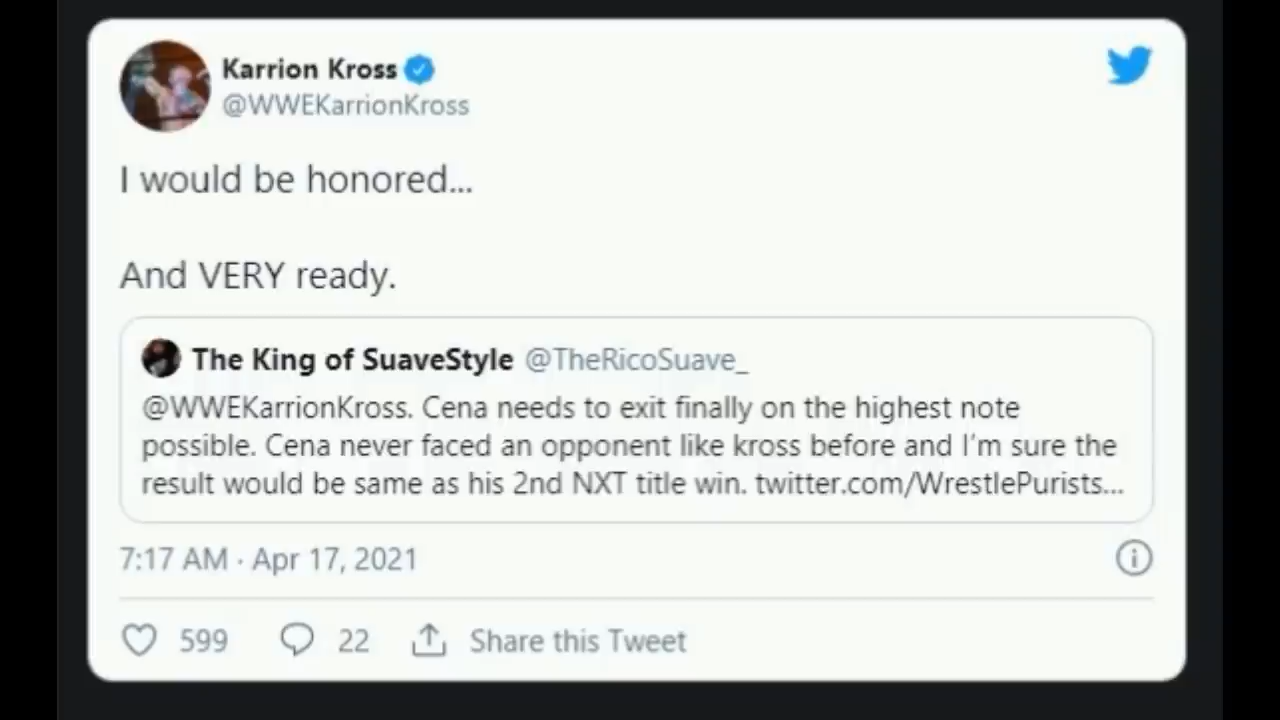 Karrion Kross
@WWEKarrionKross
I would be honored...
And VERY ready.
The King of SuaveStyle @TheRicoSuave_
@WWEKarrionKross. Cena needs to exit finally on the highest note
possible. Cena never faced an opponent like kross before and I'm sure the
result would be same as his 2nd NXT title win. twitter.com/WrestlePurists...
7:17 AM · Apr 17, 2021
599 22 Share this Tweet